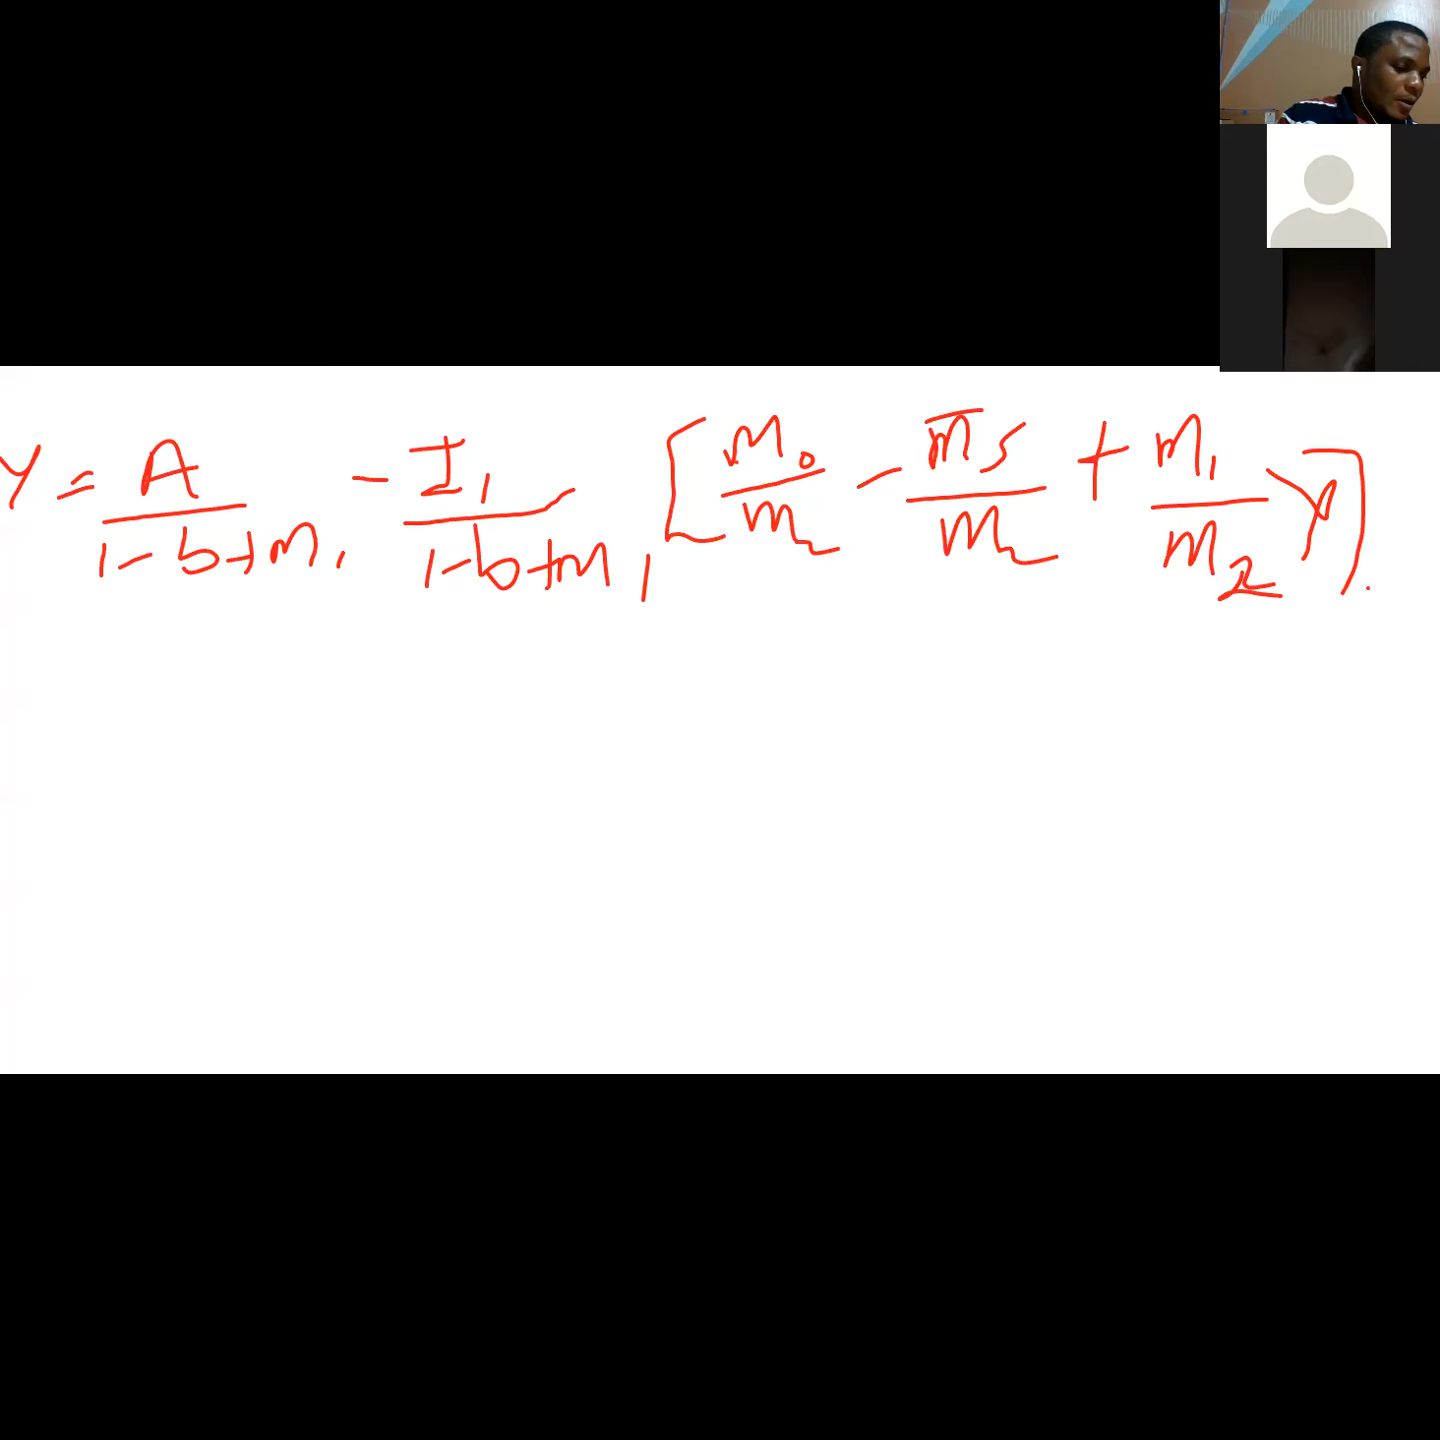 Y = A/(1-b+m₁) - I₁/(1-b+m₁) [M₀/m₂ - m̅s/m₂ + m₁/m₂ Y].